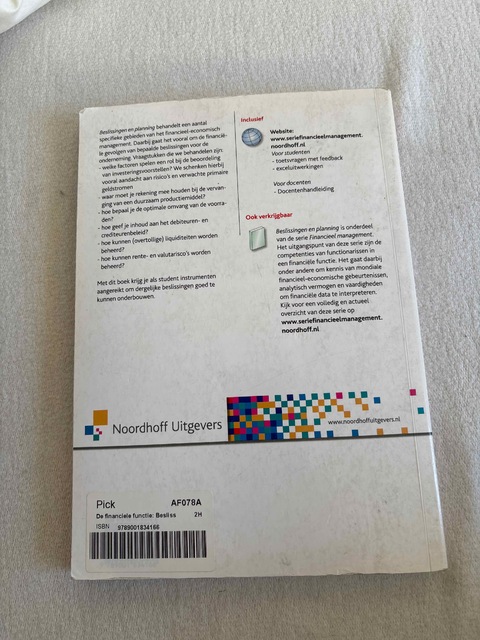 Beslissingen en planning behandelt een aantal
specifieke gebieden van het financieel-economisch
management. Daarbij gaat het vooral om de financië-
le gevolgen van bepaalde beslissingen voor de
onderneming. Vraagstukken die we behandelen zijn:
- welke factoren spelen een rol bij de beoordeling
van investeringsvoorstellen? We schenken hierbij
vooral aandacht aan risico's en verwachte primaire
geldstromen
- waar moet je rekening mee houden bij de vervan-
ging van een duurzaam productiemiddel?
- hoe bepaal je de optimale omvang van de voorra-
den?
- hoe geef je inhoud aan het debiteuren- en
crediteurenbeleid?
- hoe kunnen (overtollige) liquiditeiten worden
beheerd?
- hoe kunnen rente- en valutarisco's worden
beheerd?
Met dit boek krijg je als student instrumenten
aangereikt om dergelijke beslissingen goed te
kunnen onderbouwen.
Inclusief
Website:
www.seriefinancieelmanagement.
noordhoff.nl
Voor studenten
- toetsvragen met feedback
- exceluitwerkingen
Voor docenten
- Docentenhandleiding
Ook verkrijgbaar
Beslissingen en planning is onderdeel
van de serie Financieel management.
Het uitgangspunt van deze serie zijn de
competenties van functionarissen in
een financiële functie. Het gaat daarbij
onder andere om kennis van mondiale
financieel-economische gebeurtenissen,
analytisch vermogen en vaardigheden
om financiële data te interpreteren.
Kijk voor een volledig en actueel
overzicht van deze serie op
www.seriefinancieelmanagement.
noordhoff.nl
Noordhoff Uitgevers
www.noordhoffuitgevers.nl
Pick AF078A
De financiele functie: Besliss 2H
ISBN 9789001834166